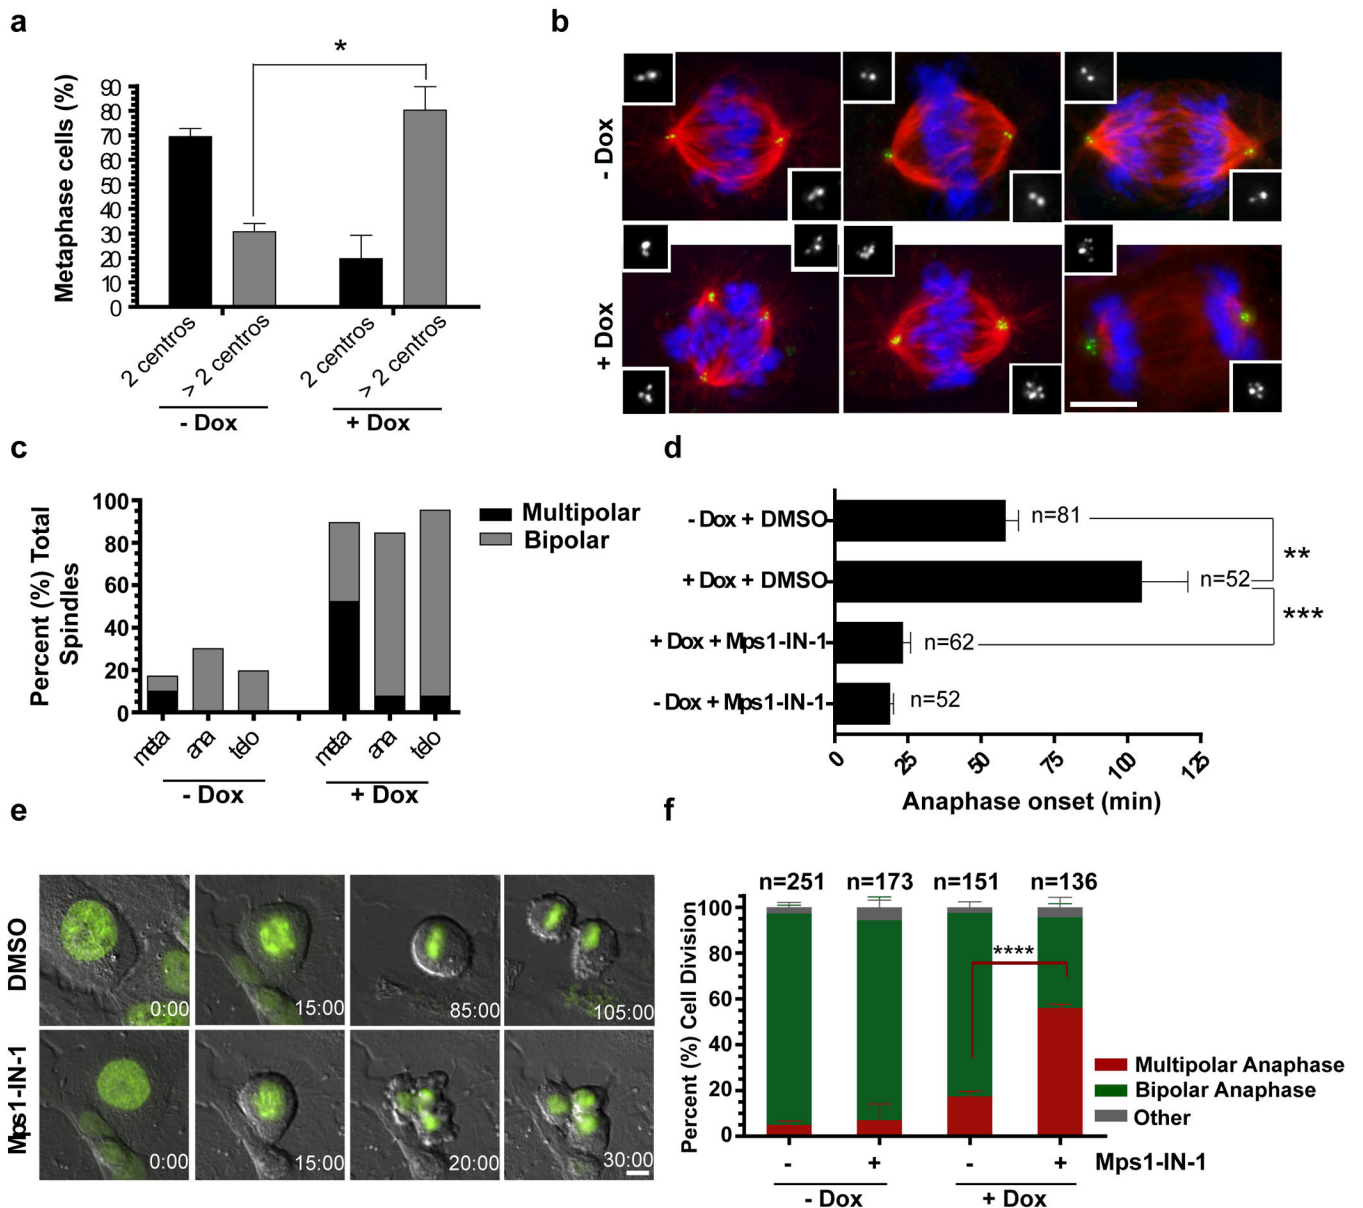 a
*
Metaphase cells (%)
90
80
70
60
50
40
30
20
10
0
2 centros
> 2 centros
2 centros
> 2 centros
- Dox
+ Dox
b
- Dox
+ Dox
c
Percent (%) Total
Spindles
100
80
60
40
20
0
meta
ana
telo
meta
ana
telo
- Dox
+ Dox
Multipolar
Bipolar
d
- Dox + DMSO
n=81
+ Dox + DMSO
n=52
+ Dox + Mps1-IN-1
n=62
- Dox + Mps1-IN-1
n=52
**
***
0
25
50
75
100
125
Anaphase onset (min)
e
DMSO
0:00
15:00
85:00
105:00
Mps1-IN-1
0:00
15:00
20:00
30:00
f
n=251
n=173
n=151
n=136
Percent (%) Cell Division
100
80
60
40
20
0
****
Multipolar Anaphase
Bipolar Anaphase
Other
-
+
-
+
Mps1-IN-1
- Dox
+ Dox